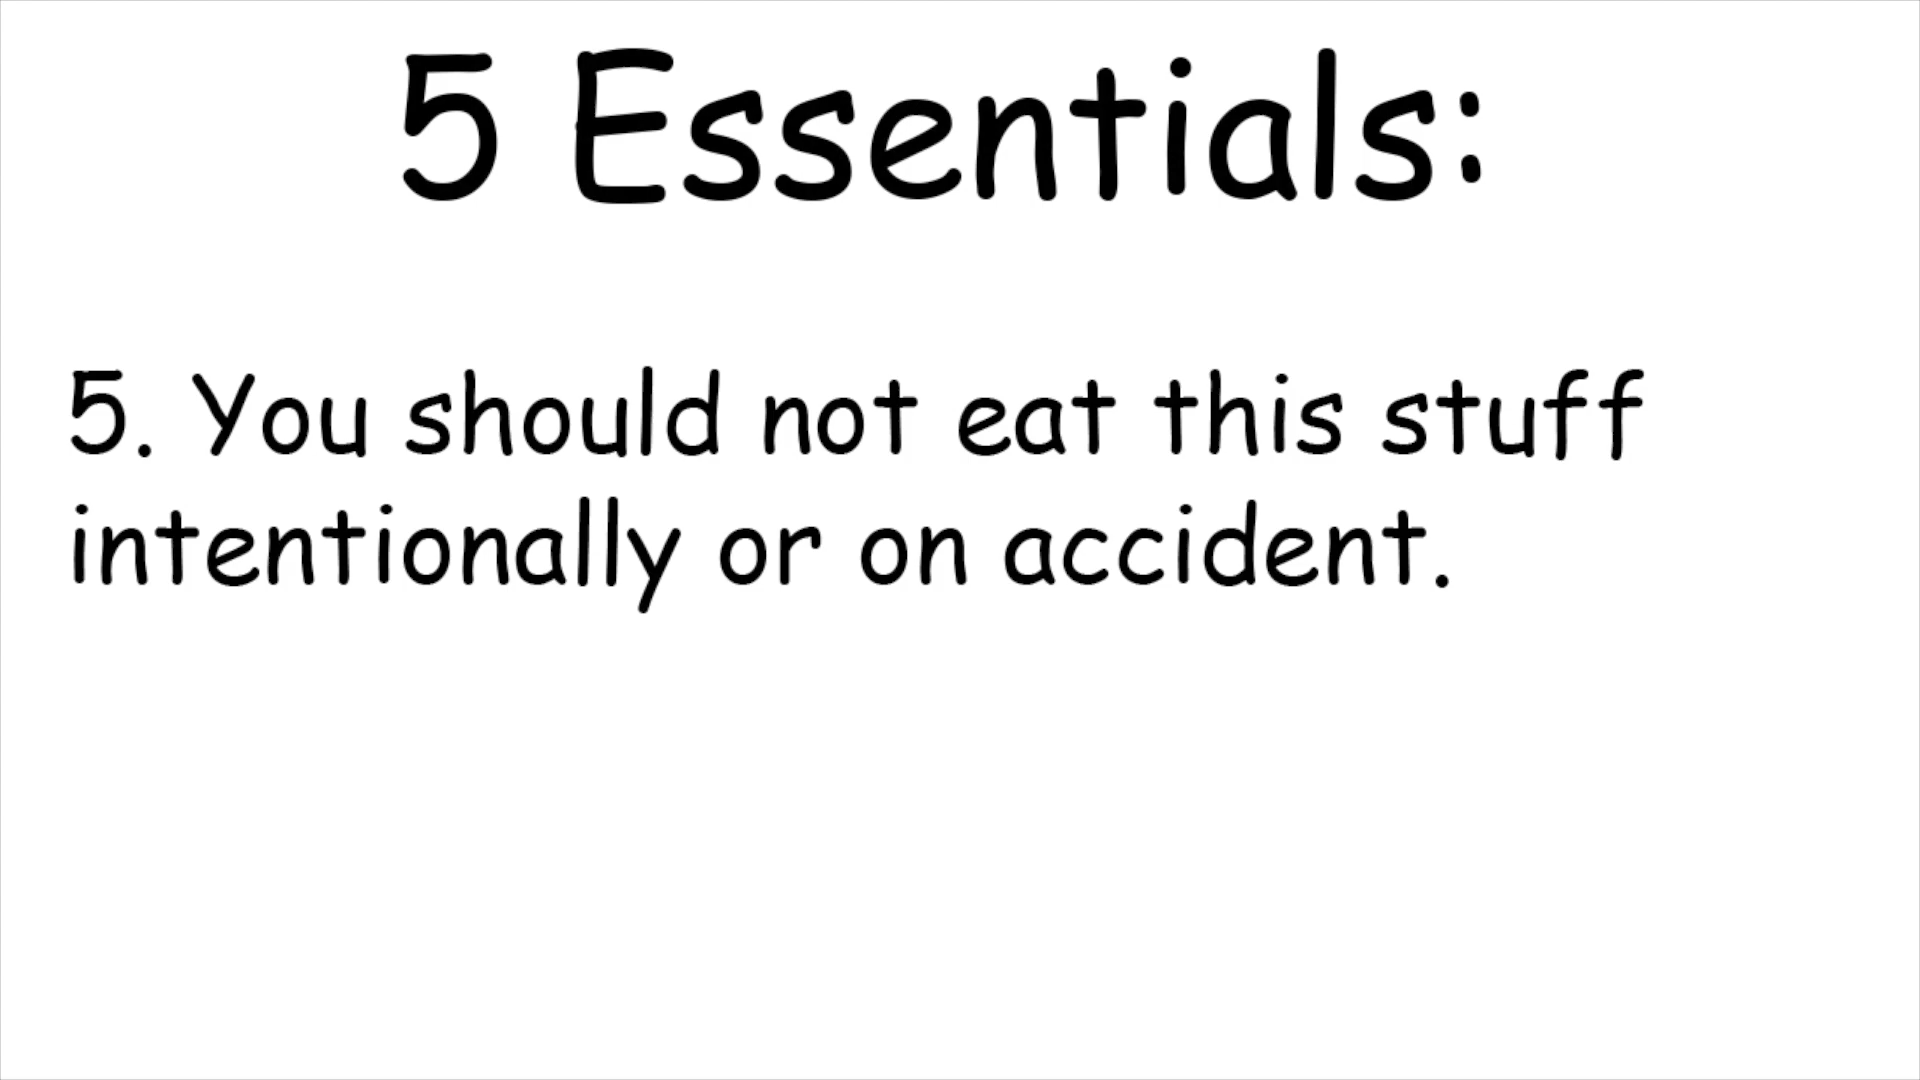 5 Essentials:
5. You should not eat this stuff
intentionally or on accident.